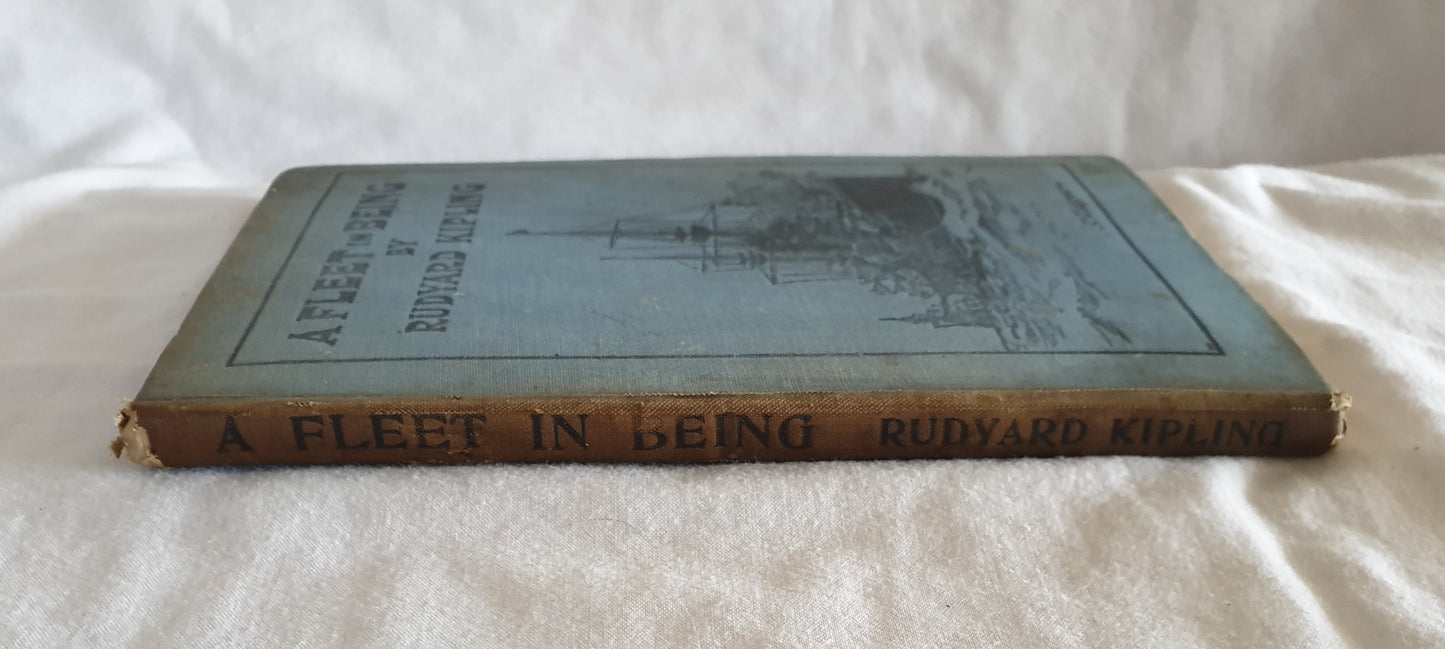 A FLEET IN BEING
BY
RUDYARD KIPLING
A FLEET IN BEING RUDYARD KIPLING